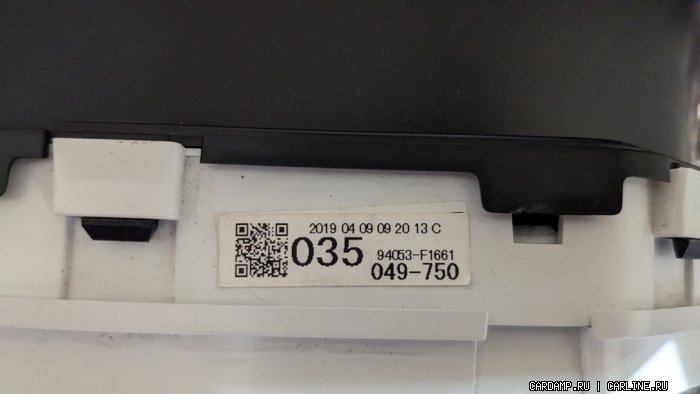 2019 04 09 09 20 13 C
035 94053-F1661
049-750
CARDAMP.RU | CARLINE.RU